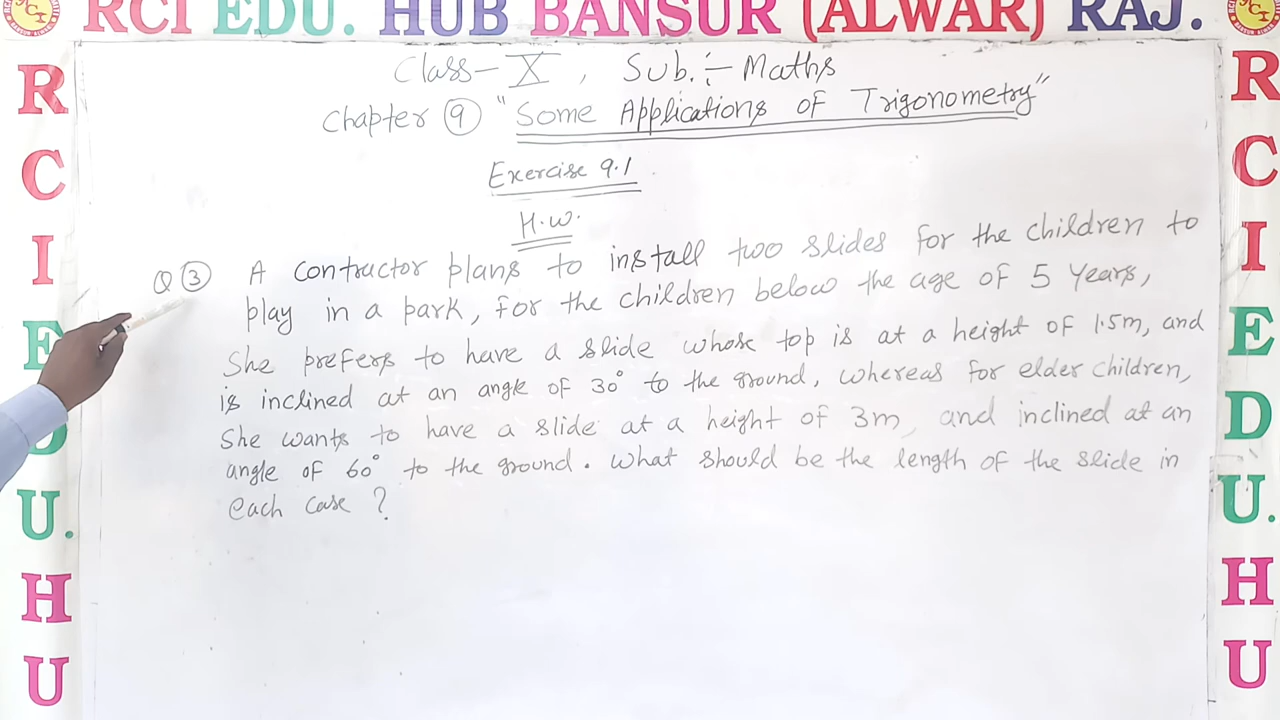 RCI EDU. HUB BANSUR (ALWAR) RAJ.
Class - X, Sub. :- Maths
Chapter 9 "Some Applications of Trigonometry"
Exercise 9.1
H.W.
Q 3 A contractor plans to install two slides for the children to
play in a park, for the children below the age of 5 years,
She prefers to have a slide whose top is at a height of 1.5m, and
is inclined at an angle of 30° to the ground, whereas for elder children,
She wants to have a slide at a height of 3m, and inclined at an
angle of 60° to the ground. What should be the length of the slide in
each case ?
R
C
I
E
D
U.
H
U
R
C
I
E
D
U.
H
U